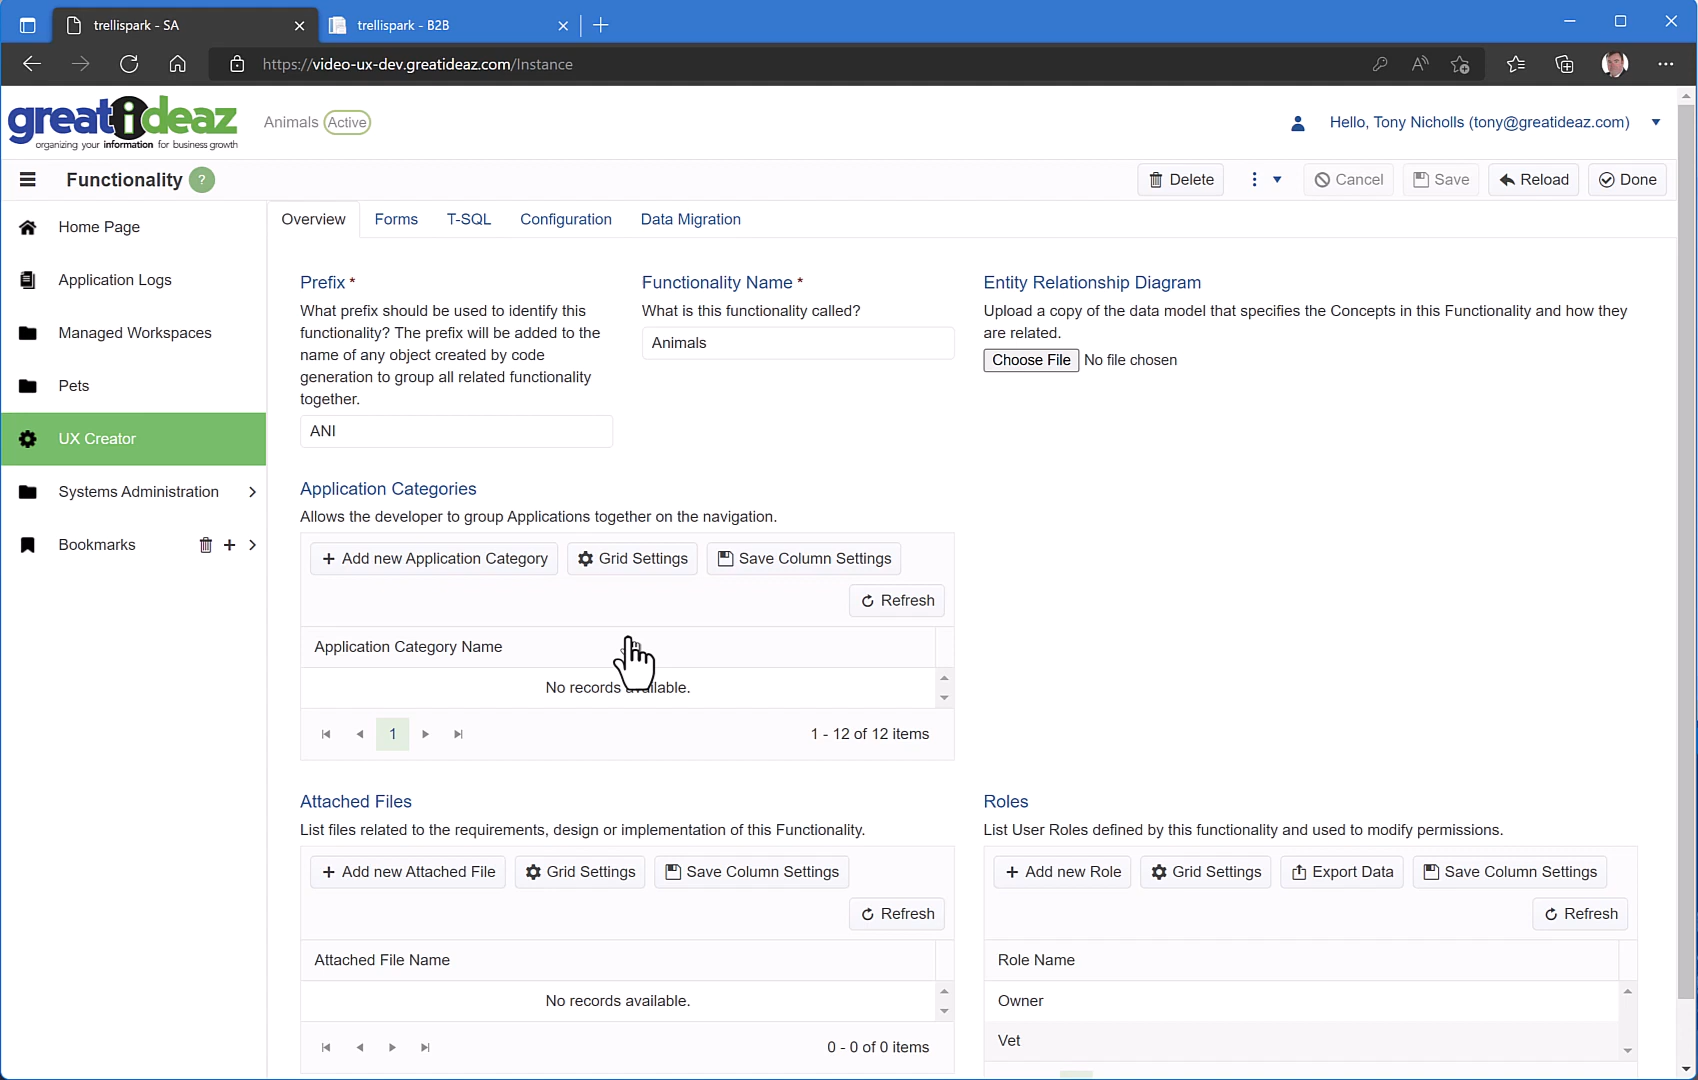 trellispark - SA
trellispark - B2B
https://video-ux-dev.greatideaz.com/Instance
greatideaz
organizing your information for business growth
Animals Active
Hello, Tony Nicholls (tony@greatideaz.com)
Functionality ?
Delete
Cancel
Save
Reload
Done
Home Page
Application Logs
Managed Workspaces
Pets
UX Creator
Systems Administration
Bookmarks
Overview Forms T-SQL Configuration Data Migration
Prefix *
What prefix should be used to identify this
functionality? The prefix will be added to the
name of any object created by code
generation to group all related functionality
together.
ANI
Functionality Name *
What is this functionality called?
Animals
Entity Relationship Diagram
Upload a copy of the data model that specifies the Concepts in this Functionality and how they
are related.
Choose File No file chosen
Application Categories
Allows the developer to group Applications together on the navigation.
+ Add new Application Category Grid Settings Save Column Settings
Refresh
Application Category Name
No records available.
1 1 - 12 of 12 items
Attached Files
List files related to the requirements, design or implementation of this Functionality.
+ Add new Attached File Grid Settings Save Column Settings
Refresh
Attached File Name
No records available.
0 - 0 of 0 items
Roles
List User Roles defined by this functionality and used to modify permissions.
+ Add new Role Grid Settings Export Data Save Column Settings
Refresh
Role Name
Owner
Vet